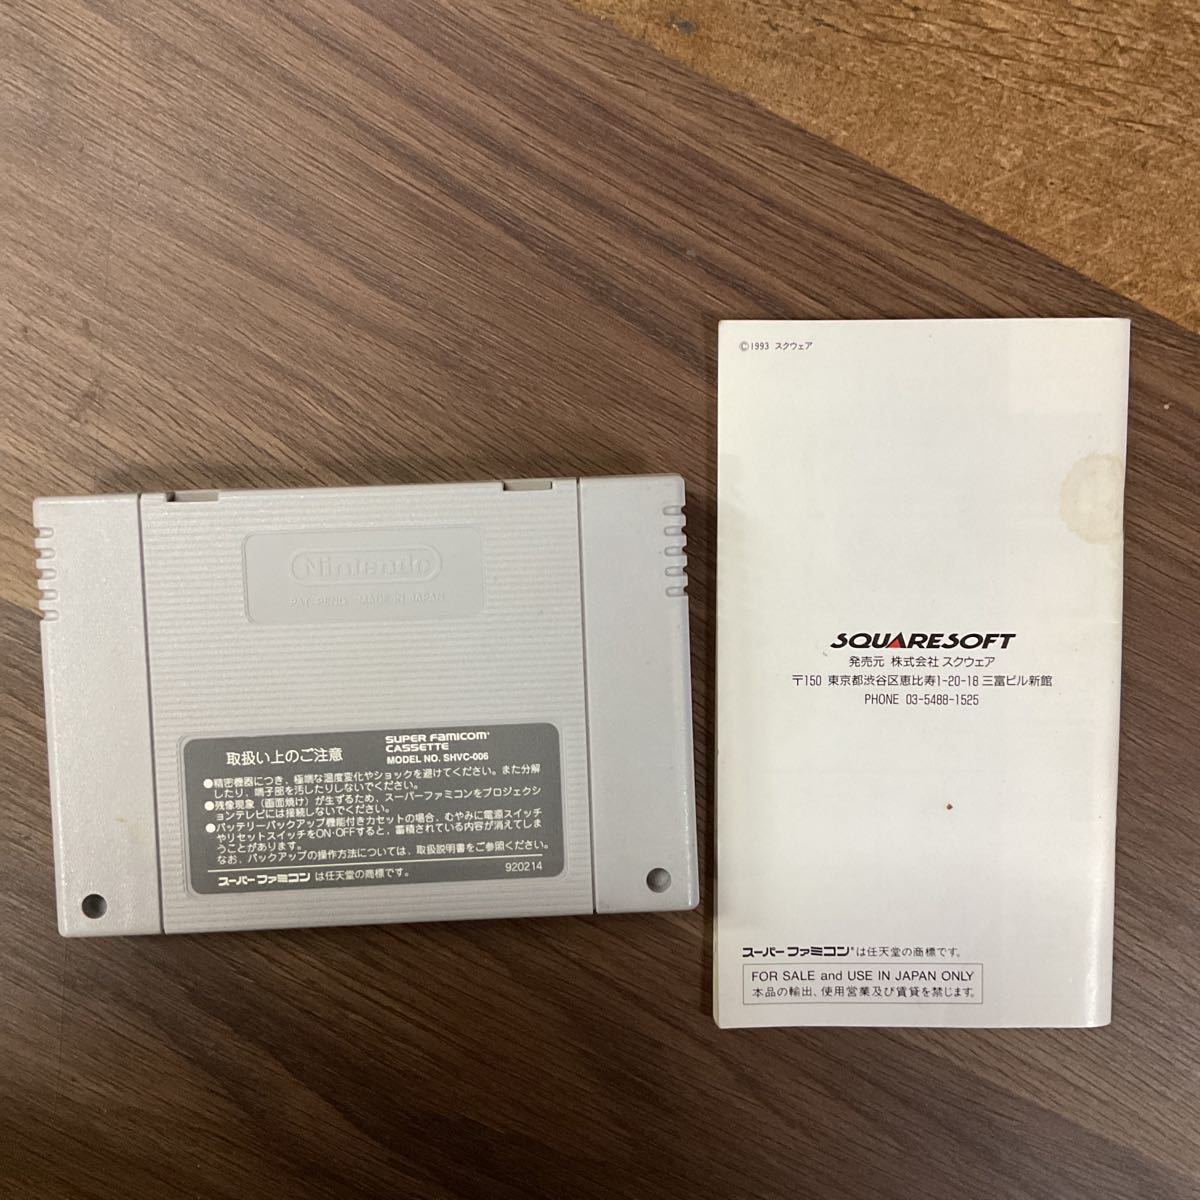 Nintendo
PAT. PEND. MADE IN JAPAN
取扱い上のご注意
SUPER FAMICOM
CASSETTE
MODEL NO. SHVC-006
●精密機器につき、極端な温度変化やショックを避けてください。また分解
したり、端子部を汚したりしないでください。
●残像現象(画面焼け)が生ずるため、スーパーファミコンをプロジェクシ
ョンテレビには接続しないでください。
●バッテリーバックアップ機能付きカセットの場合、むやみに電源スイッチ
やリセットスイッチをON・OFFすると、蓄積されている内容が消えてしま
うことがあります。
なお、バックアップの操作方法については、取扱説明書をご参照ください。
スーパーファミコンは任天堂の商標です。
920214
©1993 スクウェア
SQUARESOFT
発売元 株式会社 スクウェア
〒150 東京都渋谷区恵比寿1-20-18 三富ビル新館
PHONE 03-5488-1525
スーパーファミコン®は任天堂の商標です。
FOR SALE and USE IN JAPAN ONLY
本品の輸出、使用営業及び賃貸を禁じます。